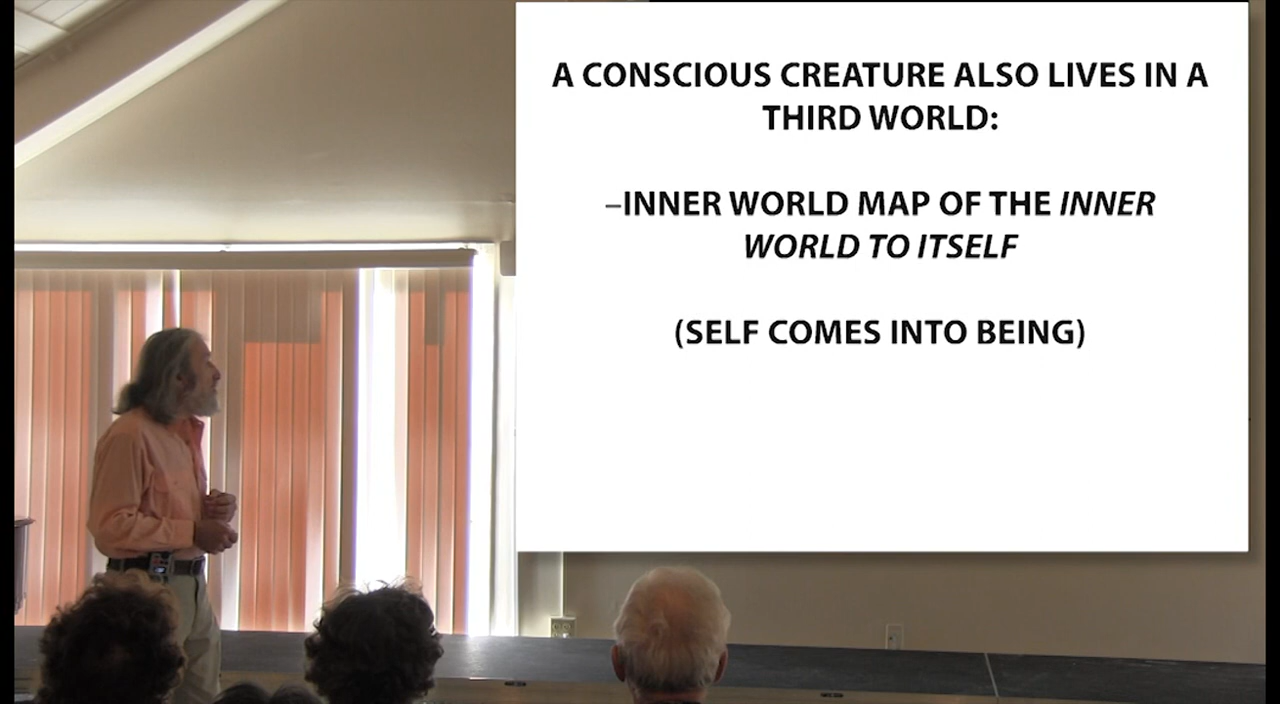 A CONSCIOUS CREATURE ALSO LIVES IN A
THIRD WORLD:
–INNER WORLD MAP OF THE INNER
WORLD TO ITSELF
(SELF COMES INTO BEING)